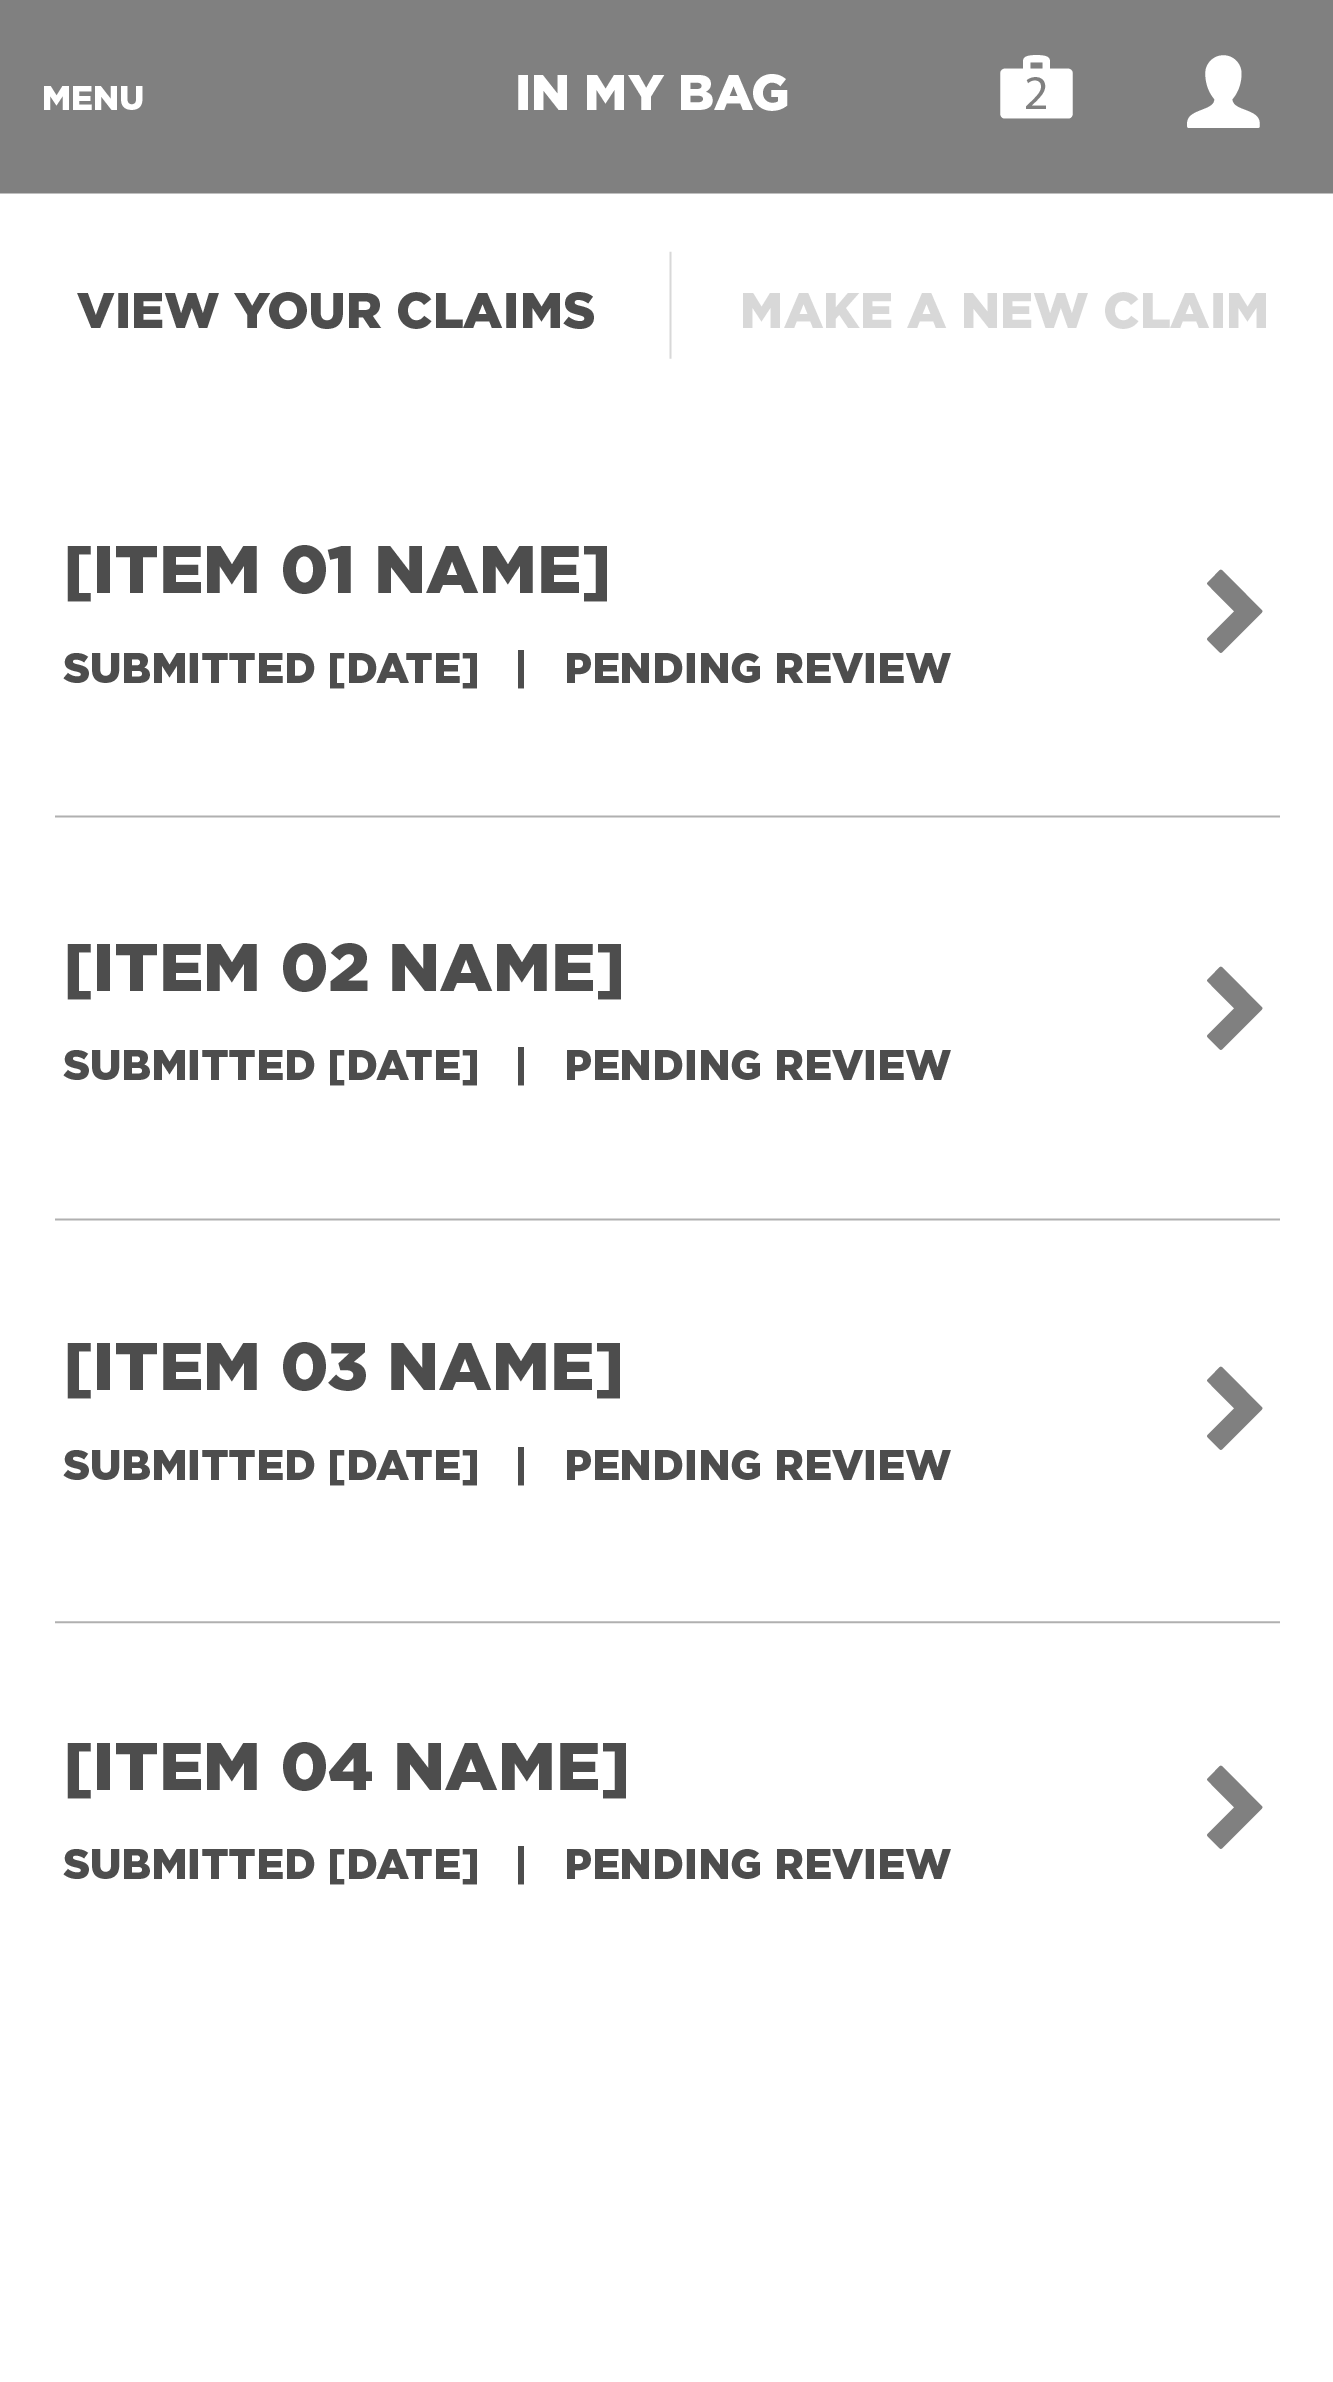 MENU IN MY BAG 2
VIEW YOUR CLAIMS | MAKE A NEW CLAIM
[ITEM 01 NAME]
SUBMITTED [DATE] | PENDING REVIEW
[ITEM 02 NAME]
SUBMITTED [DATE] | PENDING REVIEW
[ITEM 03 NAME]
SUBMITTED [DATE] | PENDING REVIEW
[ITEM 04 NAME]
SUBMITTED [DATE] | PENDING REVIEW